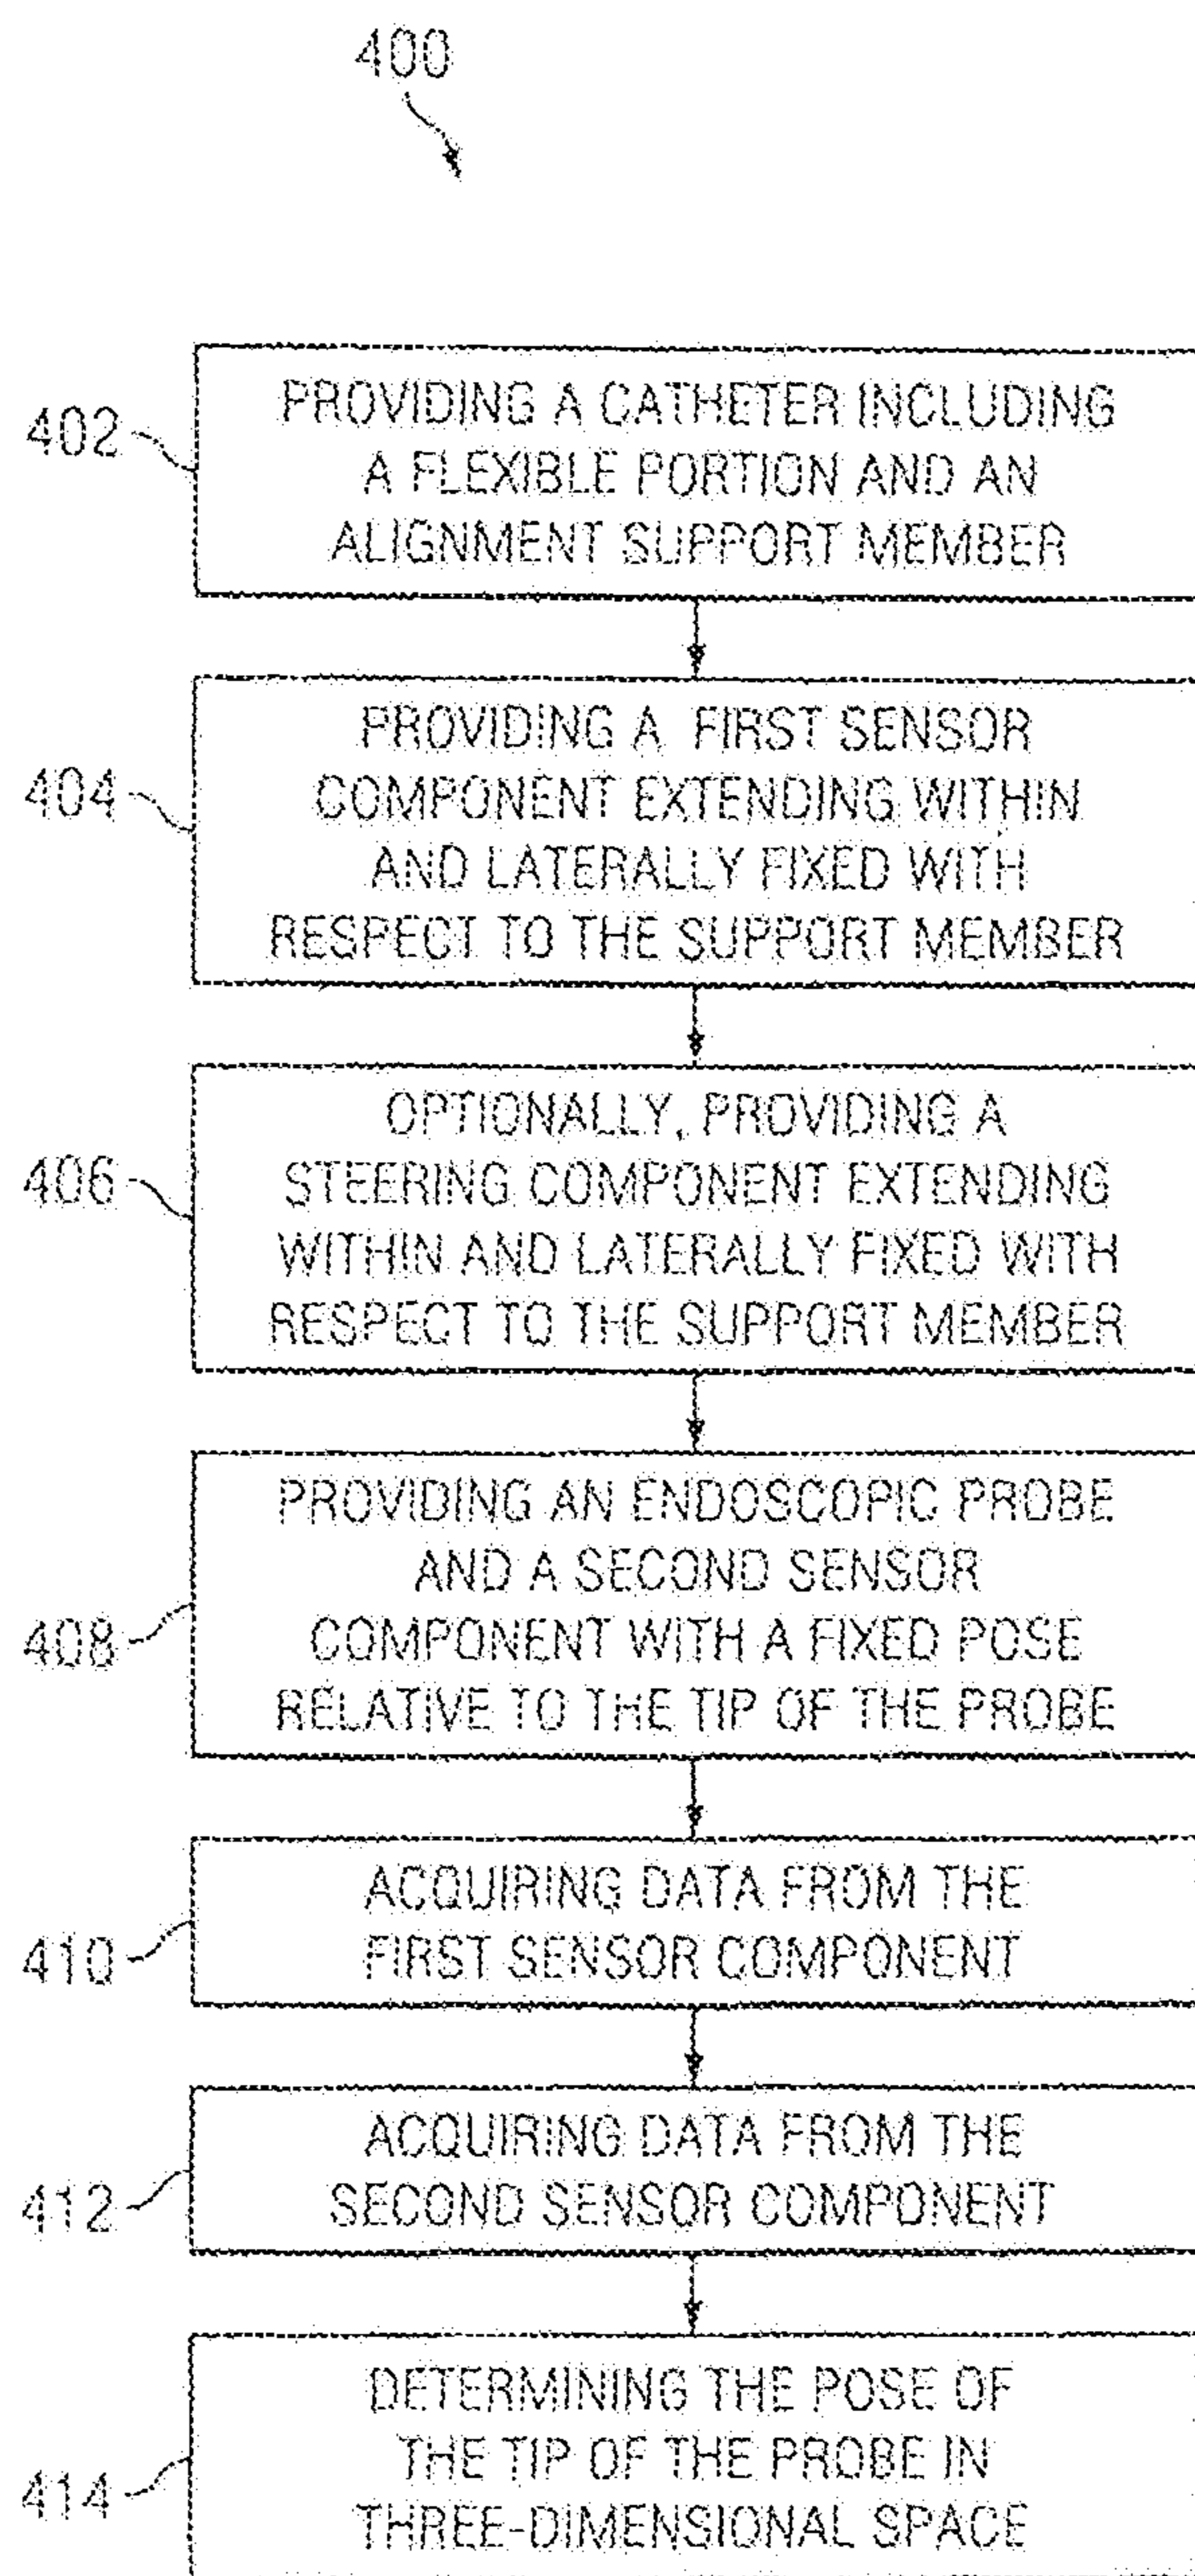 400
402
PROVIDING A CATHETER INCLUDING
A FLEXIBLE PORTION AND AN
ALIGNMENT SUPPORT MEMBER
404
PROVIDING A FIRST SENSOR
COMPONENT EXTENDING WITHIN
AND LATERALLY FIXED WITH
RESPECT TO THE SUPPORT MEMBER
406
OPTIONALLY, PROVIDING A
STEERING COMPONENT EXTENDING
WITHIN AND LATERALLY FIXED WITH
RESPECT TO THE SUPPORT MEMBER
408
PROVIDING AN ENDOSCOPIC PROBE
AND A SECOND SENSOR
COMPONENT WITH A FIXED POSE
RELATIVE TO THE TIP OF THE PROBE
410
ACQUIRING DATA FROM THE
FIRST SENSOR COMPONENT
412
ACQUIRING DATA FROM THE
SECOND SENSOR COMPONENT
414
DETERMINING THE POSE OF
THE TIP OF THE PROBE IN
THREE-DIMENSIONAL SPACE